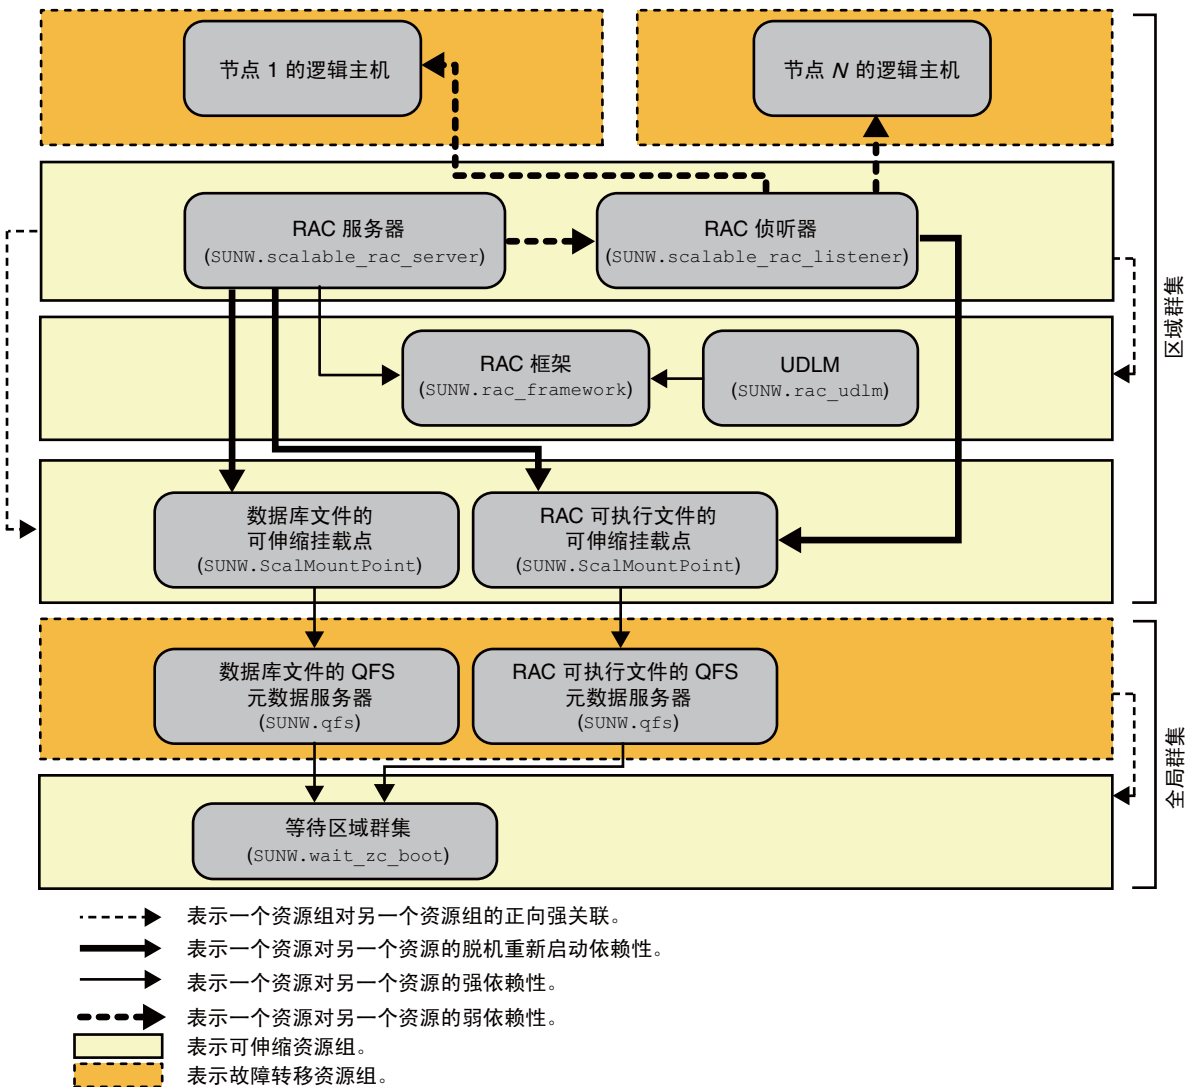 节点 1 的逻辑主机
节点 N 的逻辑主机
RAC 服务器
(SUNW.scalable_rac_server)
RAC 侦听器
(SUNW.scalable_rac_listener)
区域群集
RAC 框架
(SUNW.rac_framework)
UDLM
(SUNW.rac_udlm)
数据库文件的
可伸缩挂载点
(SUNW.ScalMountPoint)
RAC 可执行文件的
可伸缩挂载点
(SUNW.ScalMountPoint)
数据库文件的 QFS
元数据服务器
(SUNW.qfs)
RAC 可执行文件的 QFS
元数据服务器
(SUNW.qfs)
全局群集
等待区域群集
(SUNW.wait_zc_boot)
表示一个资源组对另一个资源组的正向强关联。
表示一个资源对另一个资源的脱机重新启动依赖性。
表示一个资源对另一个资源的强依赖性。
表示一个资源对另一个资源的弱依赖性。
表示可伸缩资源组。
表示故障转移资源组。